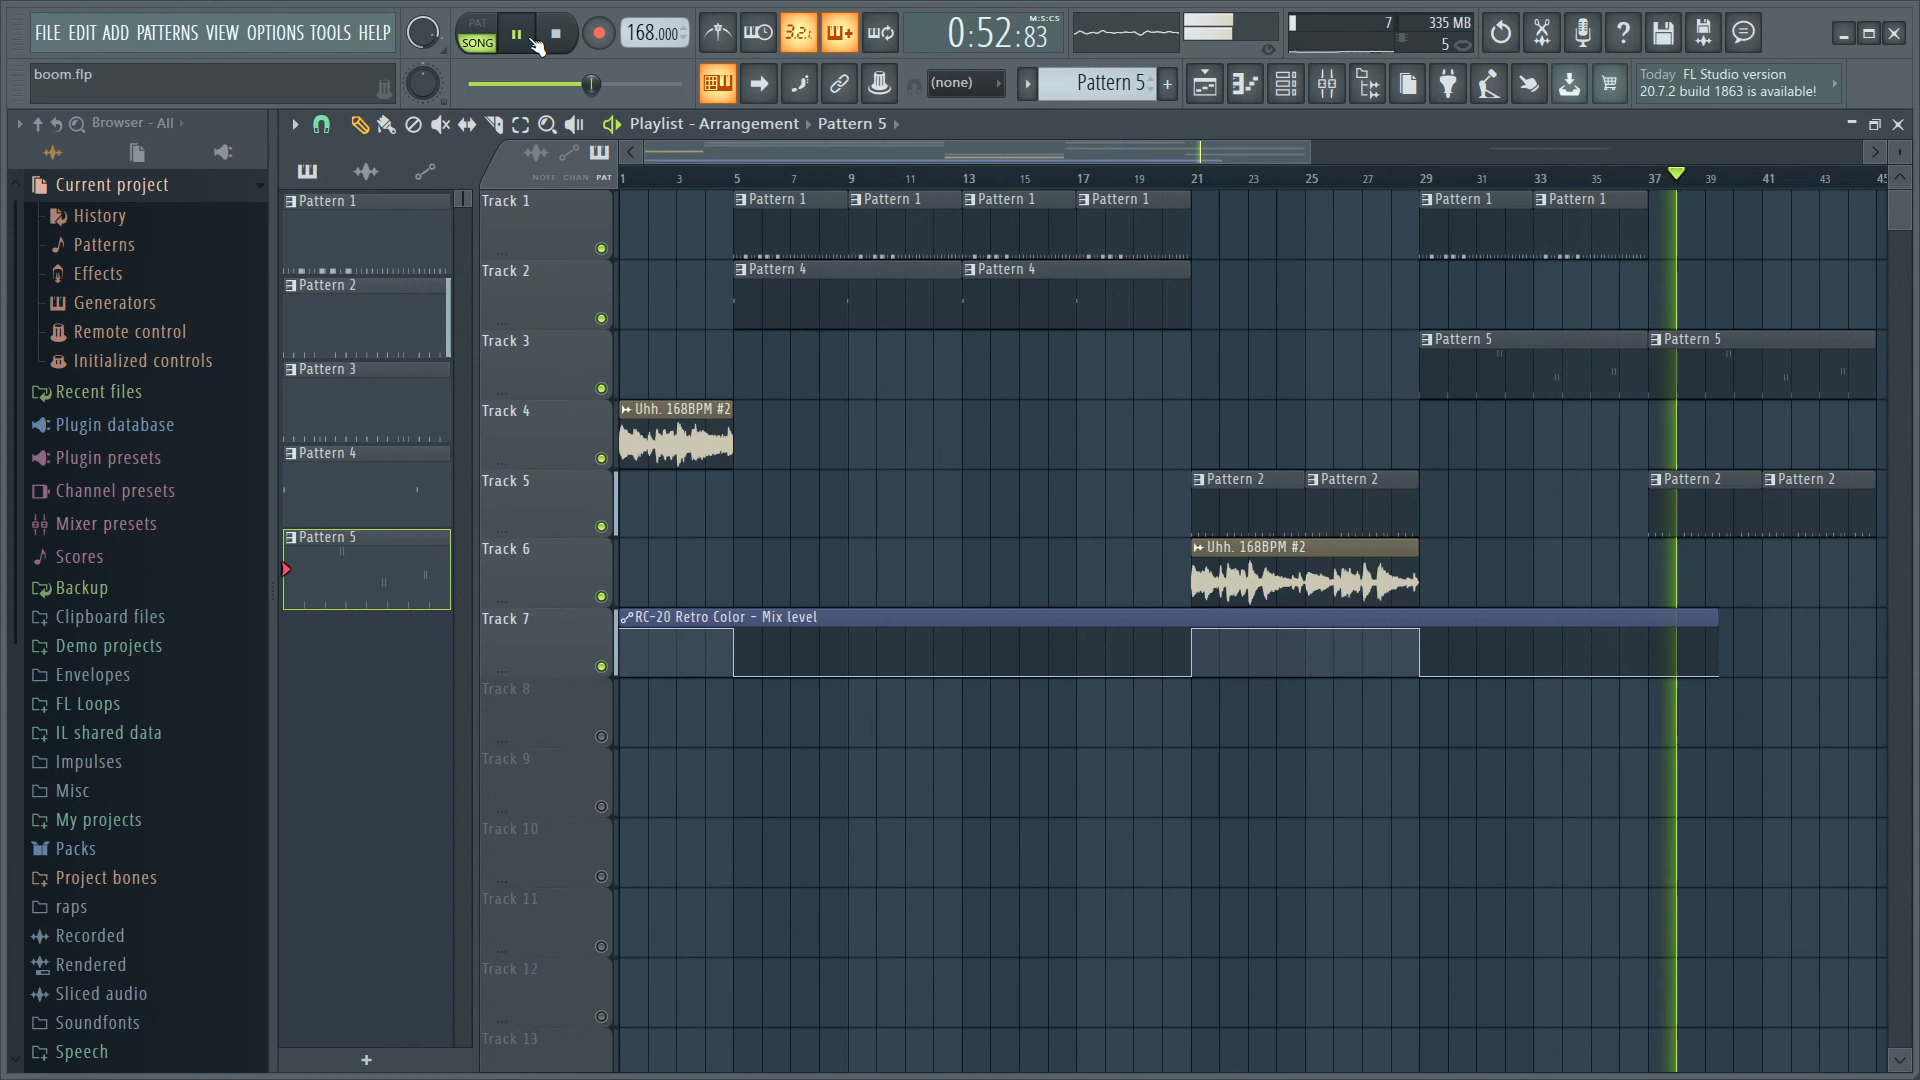 FILE EDIT ADD PATTERNS VIEW OPTIONS TOOLS HELP
PAT
SONG
168.000
3.2.1
0:52:83
M:S:CS
7
335 MB
5
boom.flp
(none)
Pattern 5
Today FL Studio version
20.7.2 build 1863 is available!
Browser - All
Playlist - Arrangement Pattern 5
NOTE CHAN PAT
1 3 5 7 9 11 13 15 17 19 21 23 25 27 29 31 33 35 37 39 41 43 45
Current project
History
Patterns
Effects
Generators
Remote control
Initialized controls
Recent files
Plugin database
Plugin presets
Channel presets
Mixer presets
Scores
Backup
Clipboard files
Demo projects
Envelopes
FL Loops
IL shared data
Impulses
Misc
My projects
Packs
Project bones
raps
Recorded
Rendered
Sliced audio
Soundfonts
Speech
Pattern 1
Pattern 2
Pattern 3
Pattern 4
Pattern 5
Track 1
Pattern 1 Pattern 1 Pattern 1 Pattern 1 Pattern 1 Pattern 1
Track 2
Pattern 4 Pattern 4
Track 3
Pattern 5 Pattern 5
Track 4
Uhh. 168BPM #2
Track 5
Pattern 2 Pattern 2 Pattern 2 Pattern 2
Track 6
Uhh. 168BPM #2
Track 7
RC-20 Retro Color - Mix level
Track 8
Track 9
Track 10
Track 11
Track 12
Track 13